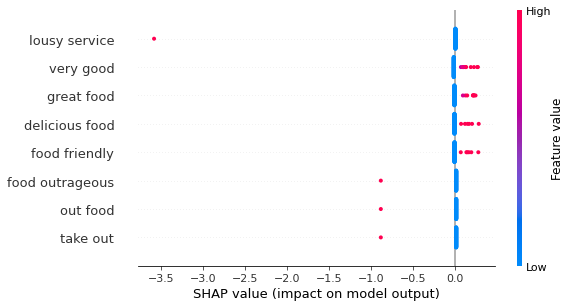 High
lousy service
very good
great food
delicious food
food friendly
food outrageous
out food
take out
Feature value
Low
−3.5 −3.0 −2.5 −2.0 −1.5 −1.0 −0.5 0.0
SHAP value (impact on model output)